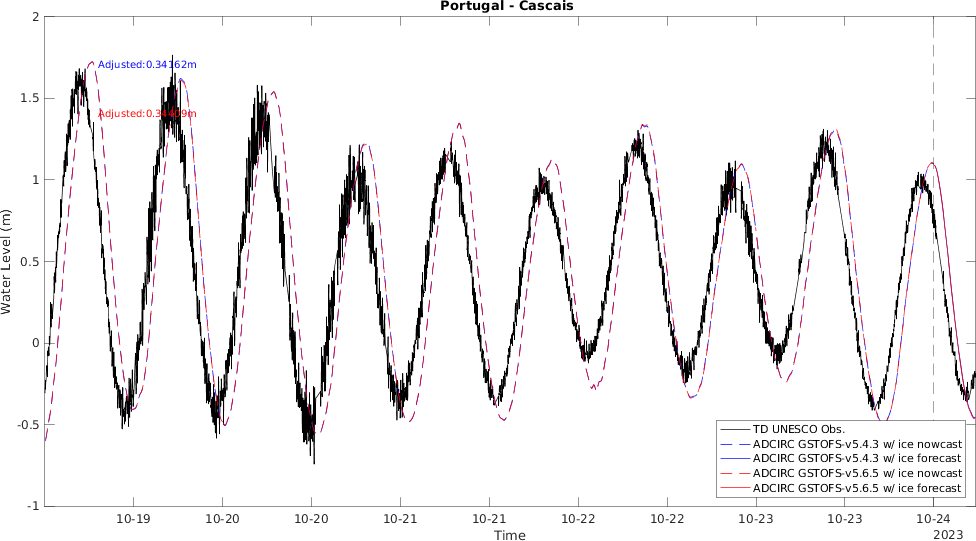 Portugal - Cascais
2
1.5
1
0.5
0
-0.5
-1
Water Level (m)
Adjusted:0.34162m
10-19
10-20
10-20
10-21
10-21
10-22
10-22
10-23
10-23
10-24
2023
Time
TD UNESCO Obs.
ADCIRC GSTOFS-v5.4.3 w/ ice nowcast
ADCIRC GSTOFS-v5.4.3 w/ ice forecast
ADCIRC GSTOFS-v5.6.5 w/ ice nowcast
ADCIRC GSTOFS-v5.6.5 w/ ice forecast